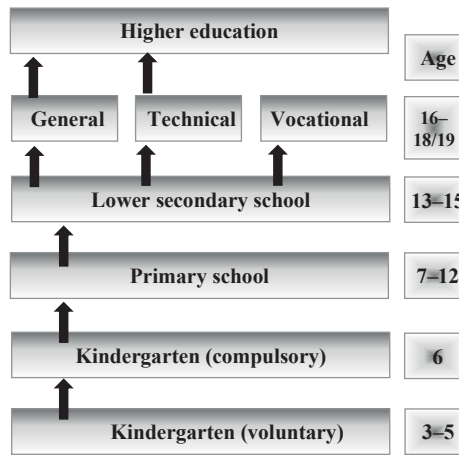 Higher education
Age
General Technical Vocational
16–
18/19
Lower secondary school 13–15
Primary school 7–12
Kindergarten (compulsory) 6
Kindergarten (voluntary) 3–5